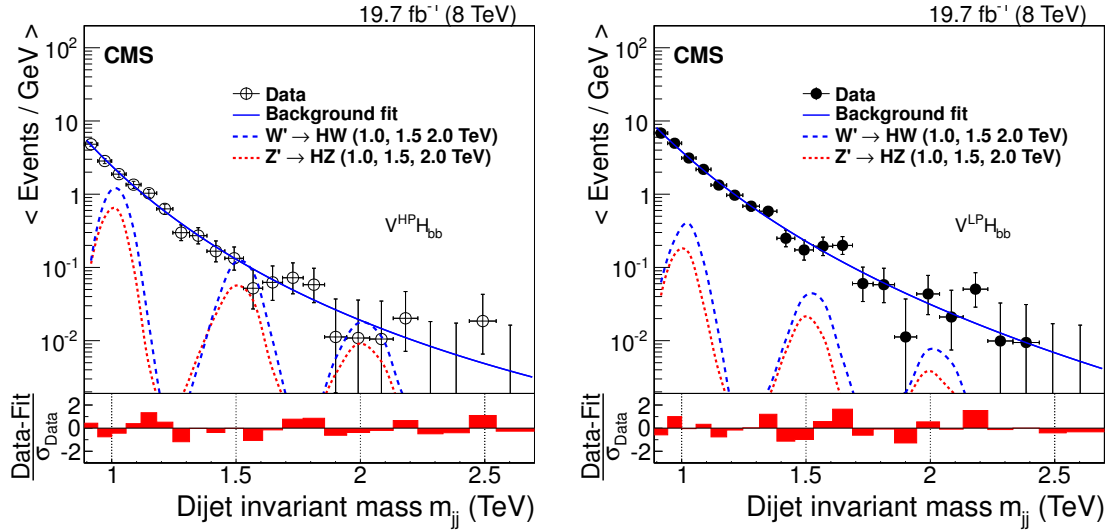 19.7 fb⁻¹ (8 TeV)
CMS
< Events / GeV >
10²
10
1
10⁻¹
10⁻²
Data
Background fit
W' → HW (1.0, 1.5 2.0 TeV)
Z' → HZ (1.0, 1.5, 2.0 TeV)
V^HP H_bb
Data-Fit
σ_Data
2
0
-2
1
1.5
2
2.5
Dijet invariant mass m_jj (TeV)
19.7 fb⁻¹ (8 TeV)
CMS
< Events / GeV >
10²
10
1
10⁻¹
10⁻²
Data
Background fit
W' → HW (1.0, 1.5 2.0 TeV)
Z' → HZ (1.0, 1.5, 2.0 TeV)
V^LP H_bb
Data-Fit
σ_Data
2
0
-2
1
1.5
2
2.5
Dijet invariant mass m_jj (TeV)